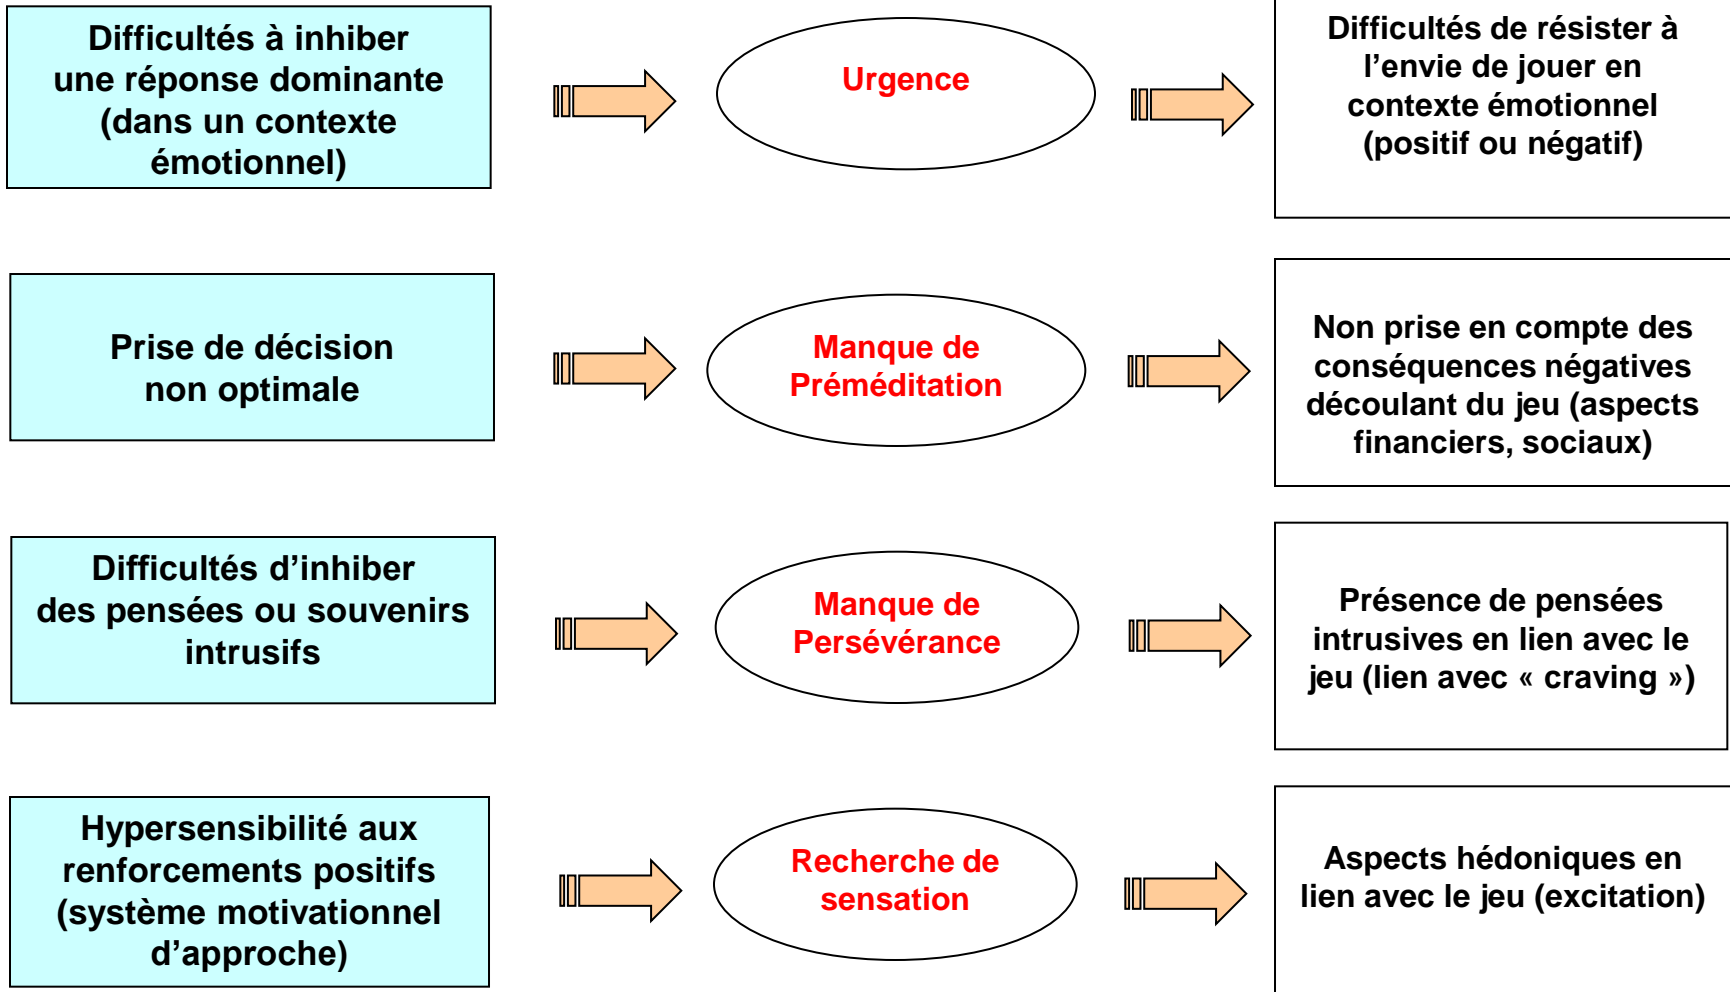 Difficultés à inhiber
une réponse dominante
(dans un contexte
émotionnel)
Urgence
Difficultés de résister à
l’envie de jouer en
contexte émotionnel
(positif ou négatif)
Prise de décision
non optimale
Manque de
Préméditation
Non prise en compte des
conséquences négatives
découlant du jeu (aspects
financiers, sociaux)
Difficultés d’inhiber
des pensées ou souvenirs
intrusifs
Manque de
Persévérance
Présence de pensées
intrusives en lien avec le
jeu (lien avec « craving »)
Hypersensibilité aux
renforcements positifs
(système motivationnel
d’approche)
Recherche de
sensation
Aspects hédoniques en
lien avec le jeu (excitation)